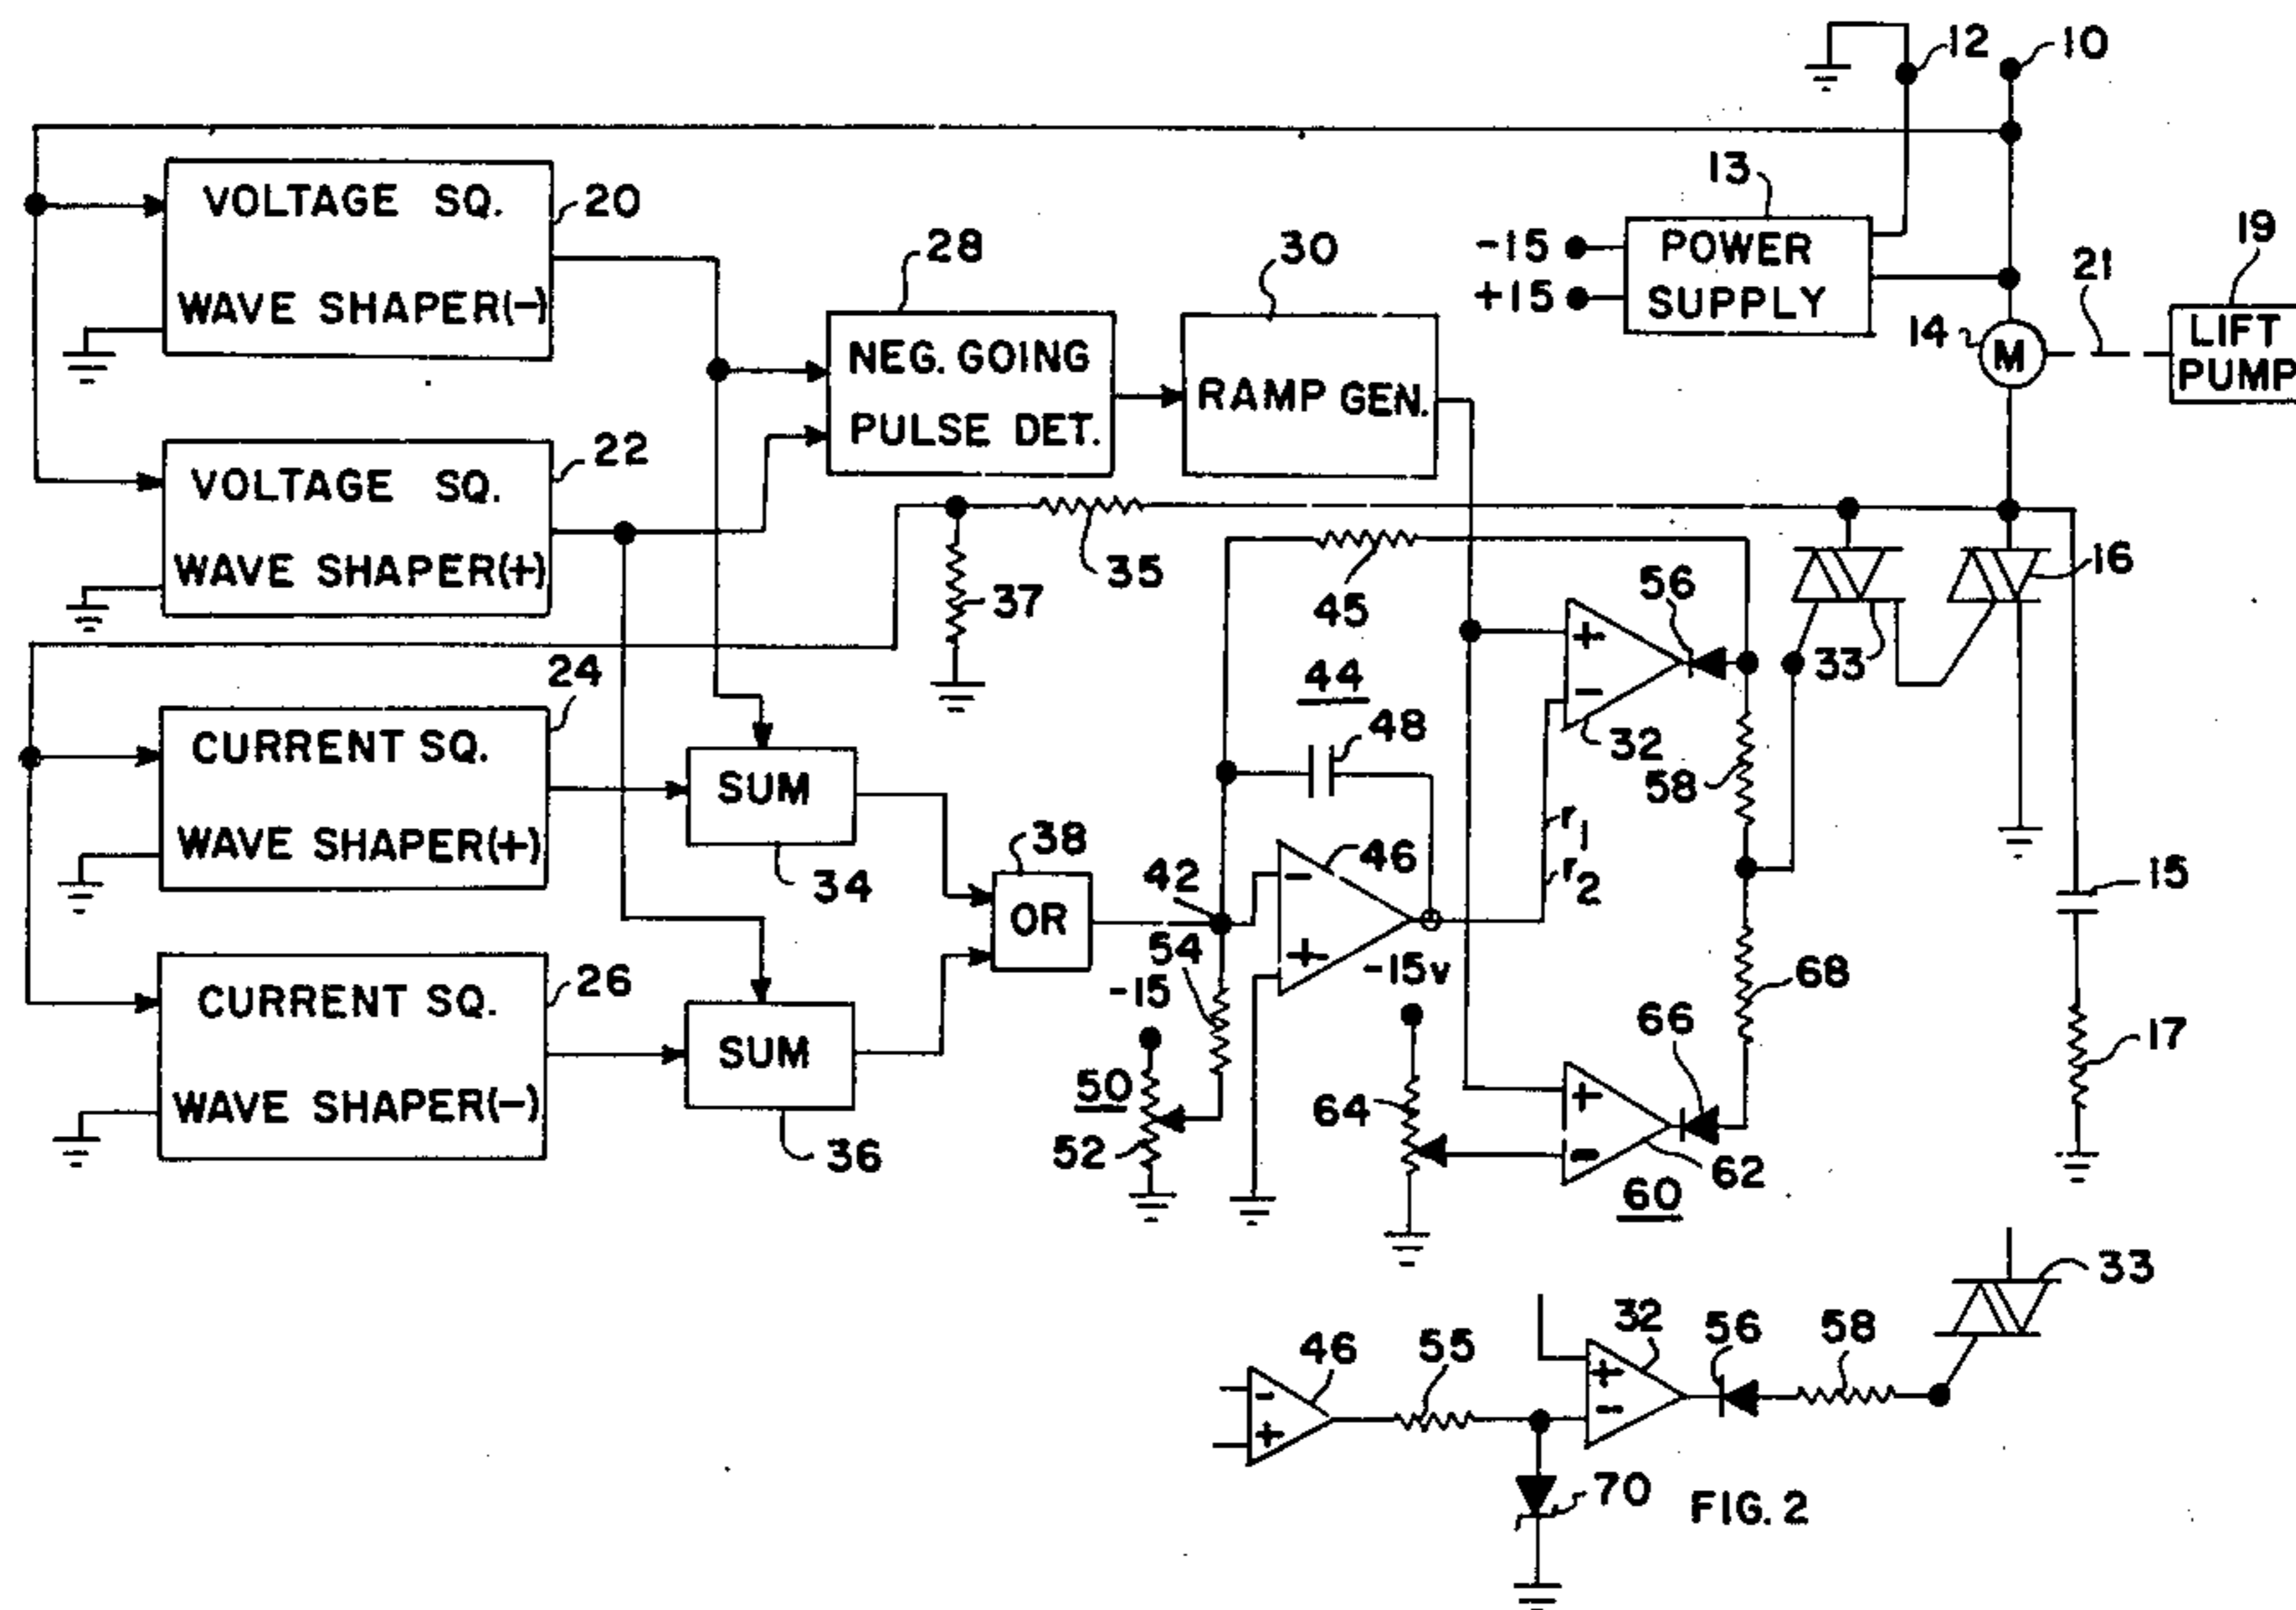 12
10
13
VOLTAGE SQ.
WAVE SHAPER(-)
20
28
30
-15
+15
POWER
SUPPLY
19
21
LIFT
PUMP
14
M
NEG. GOING
PULSE DET.
RAMP GEN.
VOLTAGE SQ.
WAVE SHAPER(+)
22
37
35
45
56
33
16
44
24
CURRENT SQ.
WAVE SHAPER(+)
SUM
34
48
32
58
r1
r2
38
OR
42
46
15
54
-15
-15v
CURRENT SQ.
WAVE SHAPER(-)
26
SUM
36
50
52
64
66
68
17
62
60
33
46
55
32
56
58
70
FIG. 2
+
-
-
+
+
-
-
+
+
-